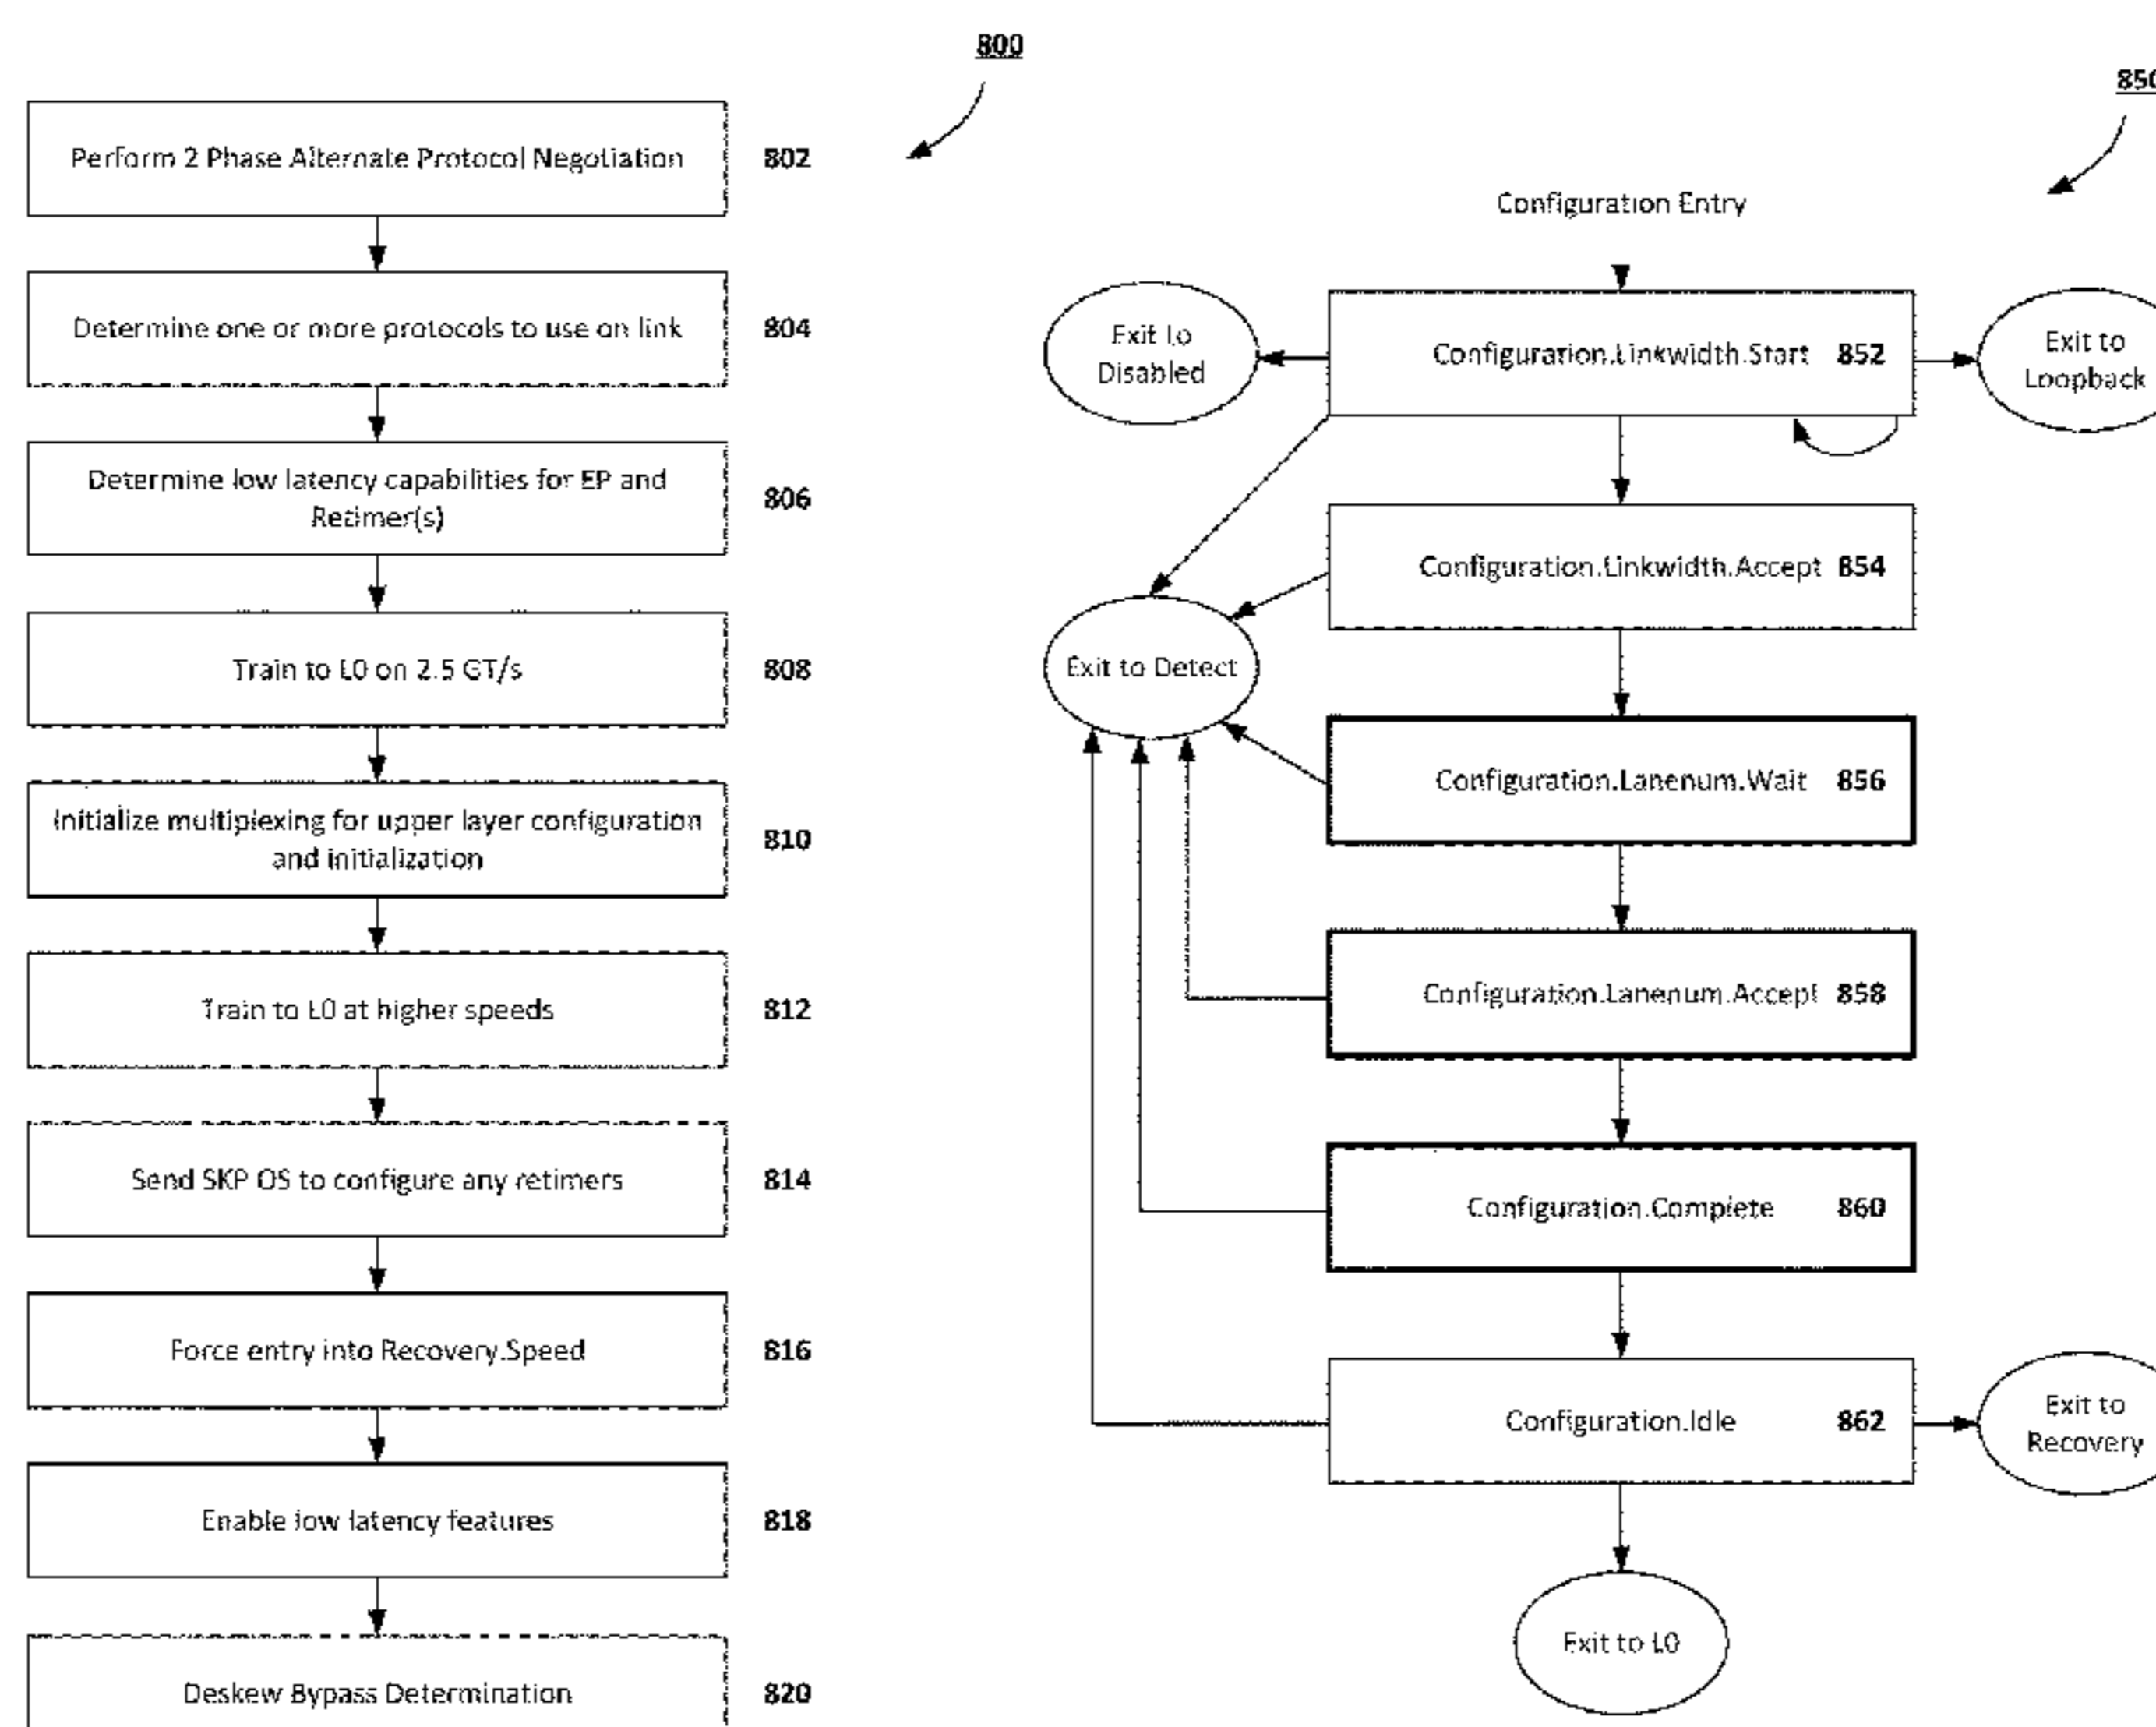 800
Perform 2 Phase Alternate Protocol Negotiation 802
Determine one or more protocols to use on link 804
Determine low latency capabilities for EP and
Retimer(s)
806
Train to L0 on 2.5 GT/s 808
Initialize multiplexing for upper layer configuration
and initialization
810
Train to L0 at higher speeds 812
Send SKP OS to configure any retimers 814
Force entry into Recovery.Speed 816
Enable low latency features 818
Deskew Bypass Determination 820
850
Configuration Entry
Exit to
Disabled
Configuration.Linkwidth.Start 852
Exit to
Loopback
Configuration.Linkwidth.Accept 854
Exit to Detect
Configuration.Lanenum.Wait 856
Configuration.Lanenum.Accept 858
Configuration.Complete 860
Configuration.Idle 862
Exit to
Recovery
Exit to L0